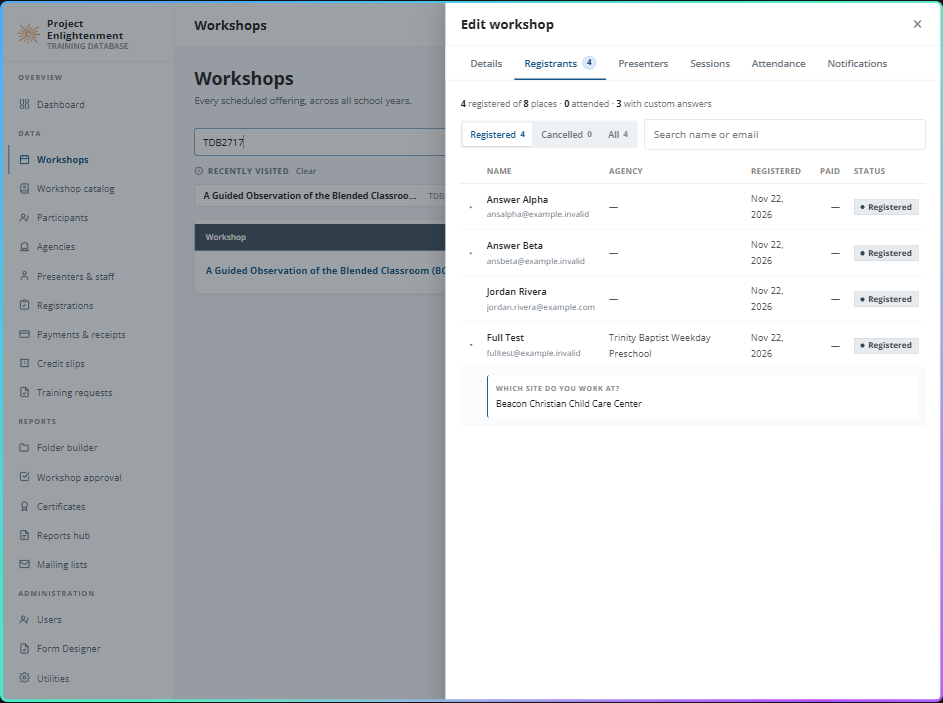 Project
Enlightenment
TRAINING DATABASE
OVERVIEW
Dashboard
DATA
Workshops
Workshop catalog
Participants
Agencies
Presenters & staff
Registrations
Payments & receipts
Credit slips
Training requests
REPORTS
Folder builder
Workshop approval
Certificates
Reports hub
Mailing lists
ADMINISTRATION
Users
Form Designer
Utilities
Workshops
Workshops
Every scheduled offering, across all school years.
TDB2717
RECENTLY VISITED Clear
A Guided Observation of the Blended Classroo... TDB
Workshop
A Guided Observation of the Blended Classroom (BC
Edit workshop
Details Registrants 4 Presenters Sessions Attendance Notifications
4 registered of 8 places · 0 attended · 3 with custom answers
Registered 4 Cancelled 0 All 4 Search name or email
NAME AGENCY REGISTERED PAID STATUS
Answer Alpha
ansalpha@example.invalid
—
Nov 22,
2026
—
Registered
Answer Beta
ansbeta@example.invalid
—
Nov 22,
2026
—
Registered
Jordan Rivera
jordan.rivera@example.com
—
Nov 22,
2026
—
Registered
Full Test
fulltest@example.invalid
Trinity Baptist Weekday
Preschool
Nov 22,
2026
—
Registered
WHICH SITE DO YOU WORK AT?
Beacon Christian Child Care Center